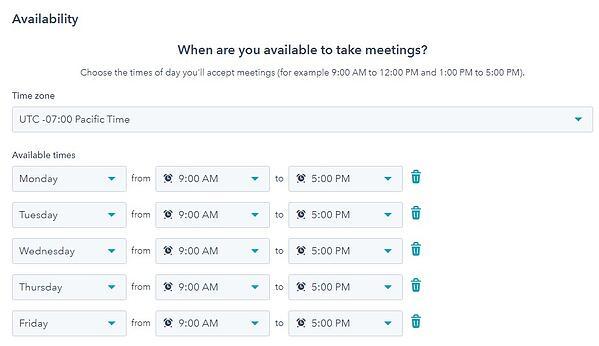 Availability
When are you available to take meetings?
Choose the times of day you'll accept meetings (for example 9:00 AM to 12:00 PM and 1:00 PM to 5:00 PM).
Time zone
UTC -07:00 Pacific Time
Available times
Monday from 9:00 AM to 5:00 PM
Tuesday from 9:00 AM to 5:00 PM
Wednesday from 9:00 AM to 5:00 PM
Thursday from 9:00 AM to 5:00 PM
Friday from 9:00 AM to 5:00 PM